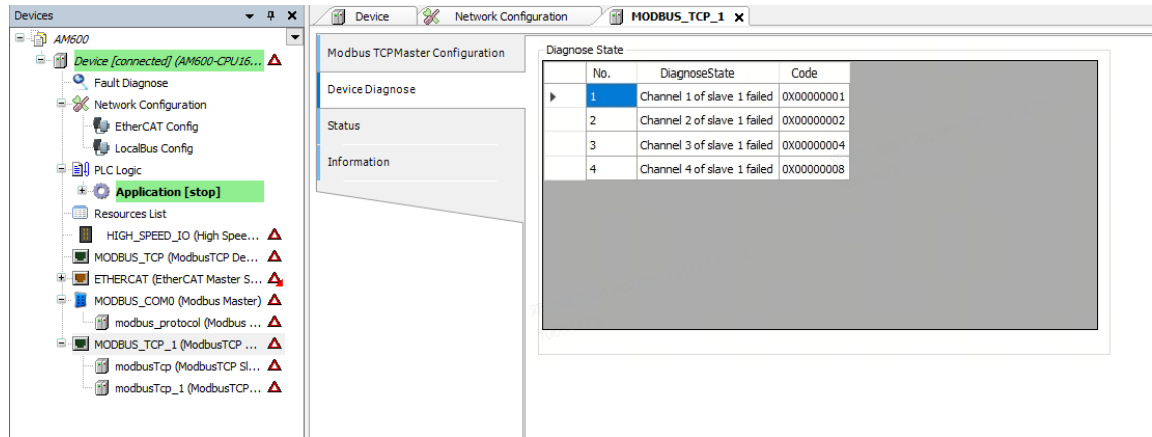 Devices
AM600
Device [connected] (AM600-CPU16...
Fault Diagnose
Network Configuration
EtherCAT Config
LocalBus Config
PLC Logic
Application [stop]
Resources List
HIGH_SPEED_IO (High Spee...
MODBUS_TCP (ModbusTCP De...
ETHERCAT (EtherCAT Master S...
MODBUS_COM0 (Modbus Master)
modbus_protocol (Modbus ...
MODBUS_TCP_1 (ModbusTCP ...
modbusTcp (ModbusTCP Sl...
modbusTcp_1 (ModbusTCP...
Device Network Configuration MODBUS_TCP_1
Modbus TCPMaster Configuration
Device Diagnose
Status
Information
Diagnose State
No. DiagnoseState Code
1 Channel 1 of slave 1 failed 0X00000001
2 Channel 2 of slave 1 failed 0X00000002
3 Channel 3 of slave 1 failed 0X00000004
4 Channel 4 of slave 1 failed 0X00000008